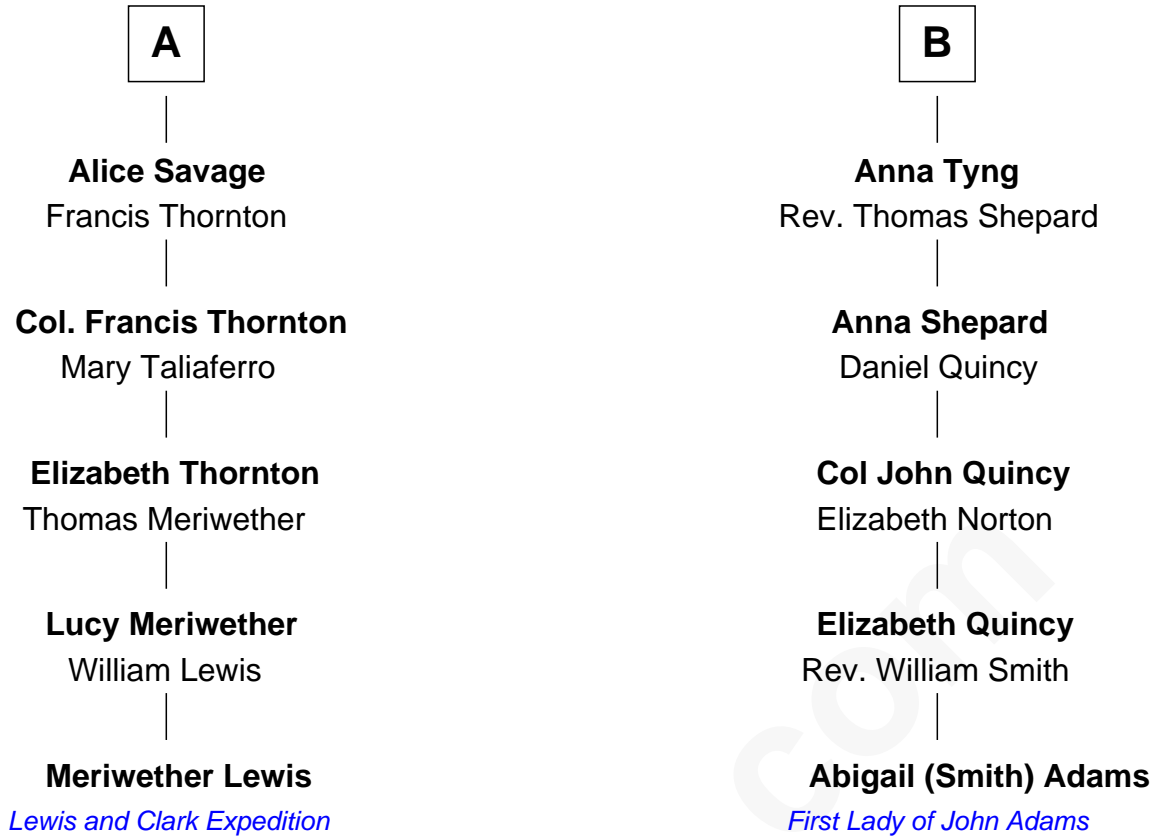 A
Alice Savage
Francis Thornton
Col. Francis Thornton
Mary Taliaferro
Elizabeth Thornton
Thomas Meriwether
Lucy Meriwether
William Lewis
Meriwether Lewis
Lewis and Clark Expedition
B
Anna Tyng
Rev. Thomas Shepard
Anna Shepard
Daniel Quincy
Col John Quincy
Elizabeth Norton
Elizabeth Quincy
Rev. William Smith
Abigail (Smith) Adams
First Lady of John Adams
com